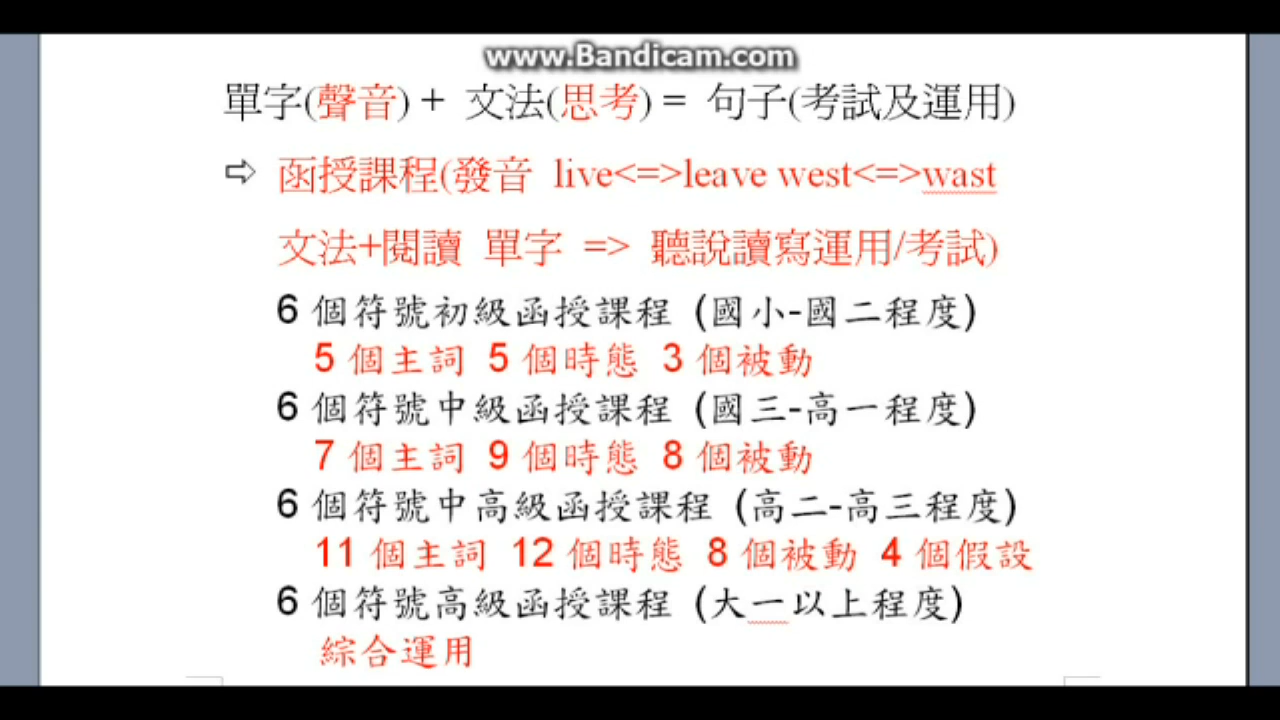 www.Bandicam.com
單字(聲音)+ 文法(思考)= 句子(考試及運用)
⇨ 函授課程(發音 live<=>leave west<=>wast
文法+閱讀 單字 => 聽說讀寫運用/考試)
6 個符號初級函授課程 (國小-國二程度)
5 個主詞 5 個時態 3 個被動
6 個符號中級函授課程 (國三-高一程度)
7 個主詞 9 個時態 8 個被動
6 個符號中高級函授課程 (高二-高三程度)
11 個主詞 12 個時態 8 個被動 4 個假設
6 個符號高級函授課程 (大一以上程度)
綜合運用